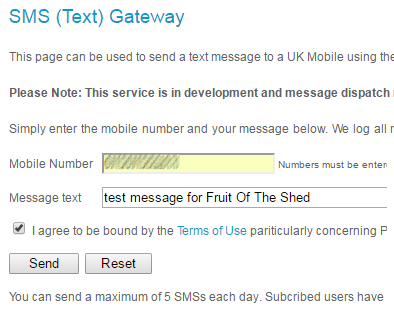 SMS (Text) Gateway
This page can be used to send a text message to a UK Mobile using the
Please Note: This service is in development and message dispatch
Simply enter the mobile number and your message below. We log all
Mobile Number Numbers must be enter
Message text test message for Fruit Of The Shed
I agree to be bound by the Terms of Use pariticularly concerning P
Send Reset
You can send a maximum of 5 SMSs each day. Subcribed users have